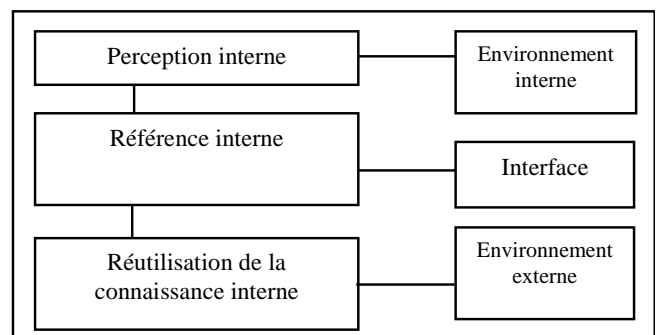 Perception interne
Environnement
interne
Référence interne
Interface
Réutilisation de la
connaissance interne
Environnement
externe